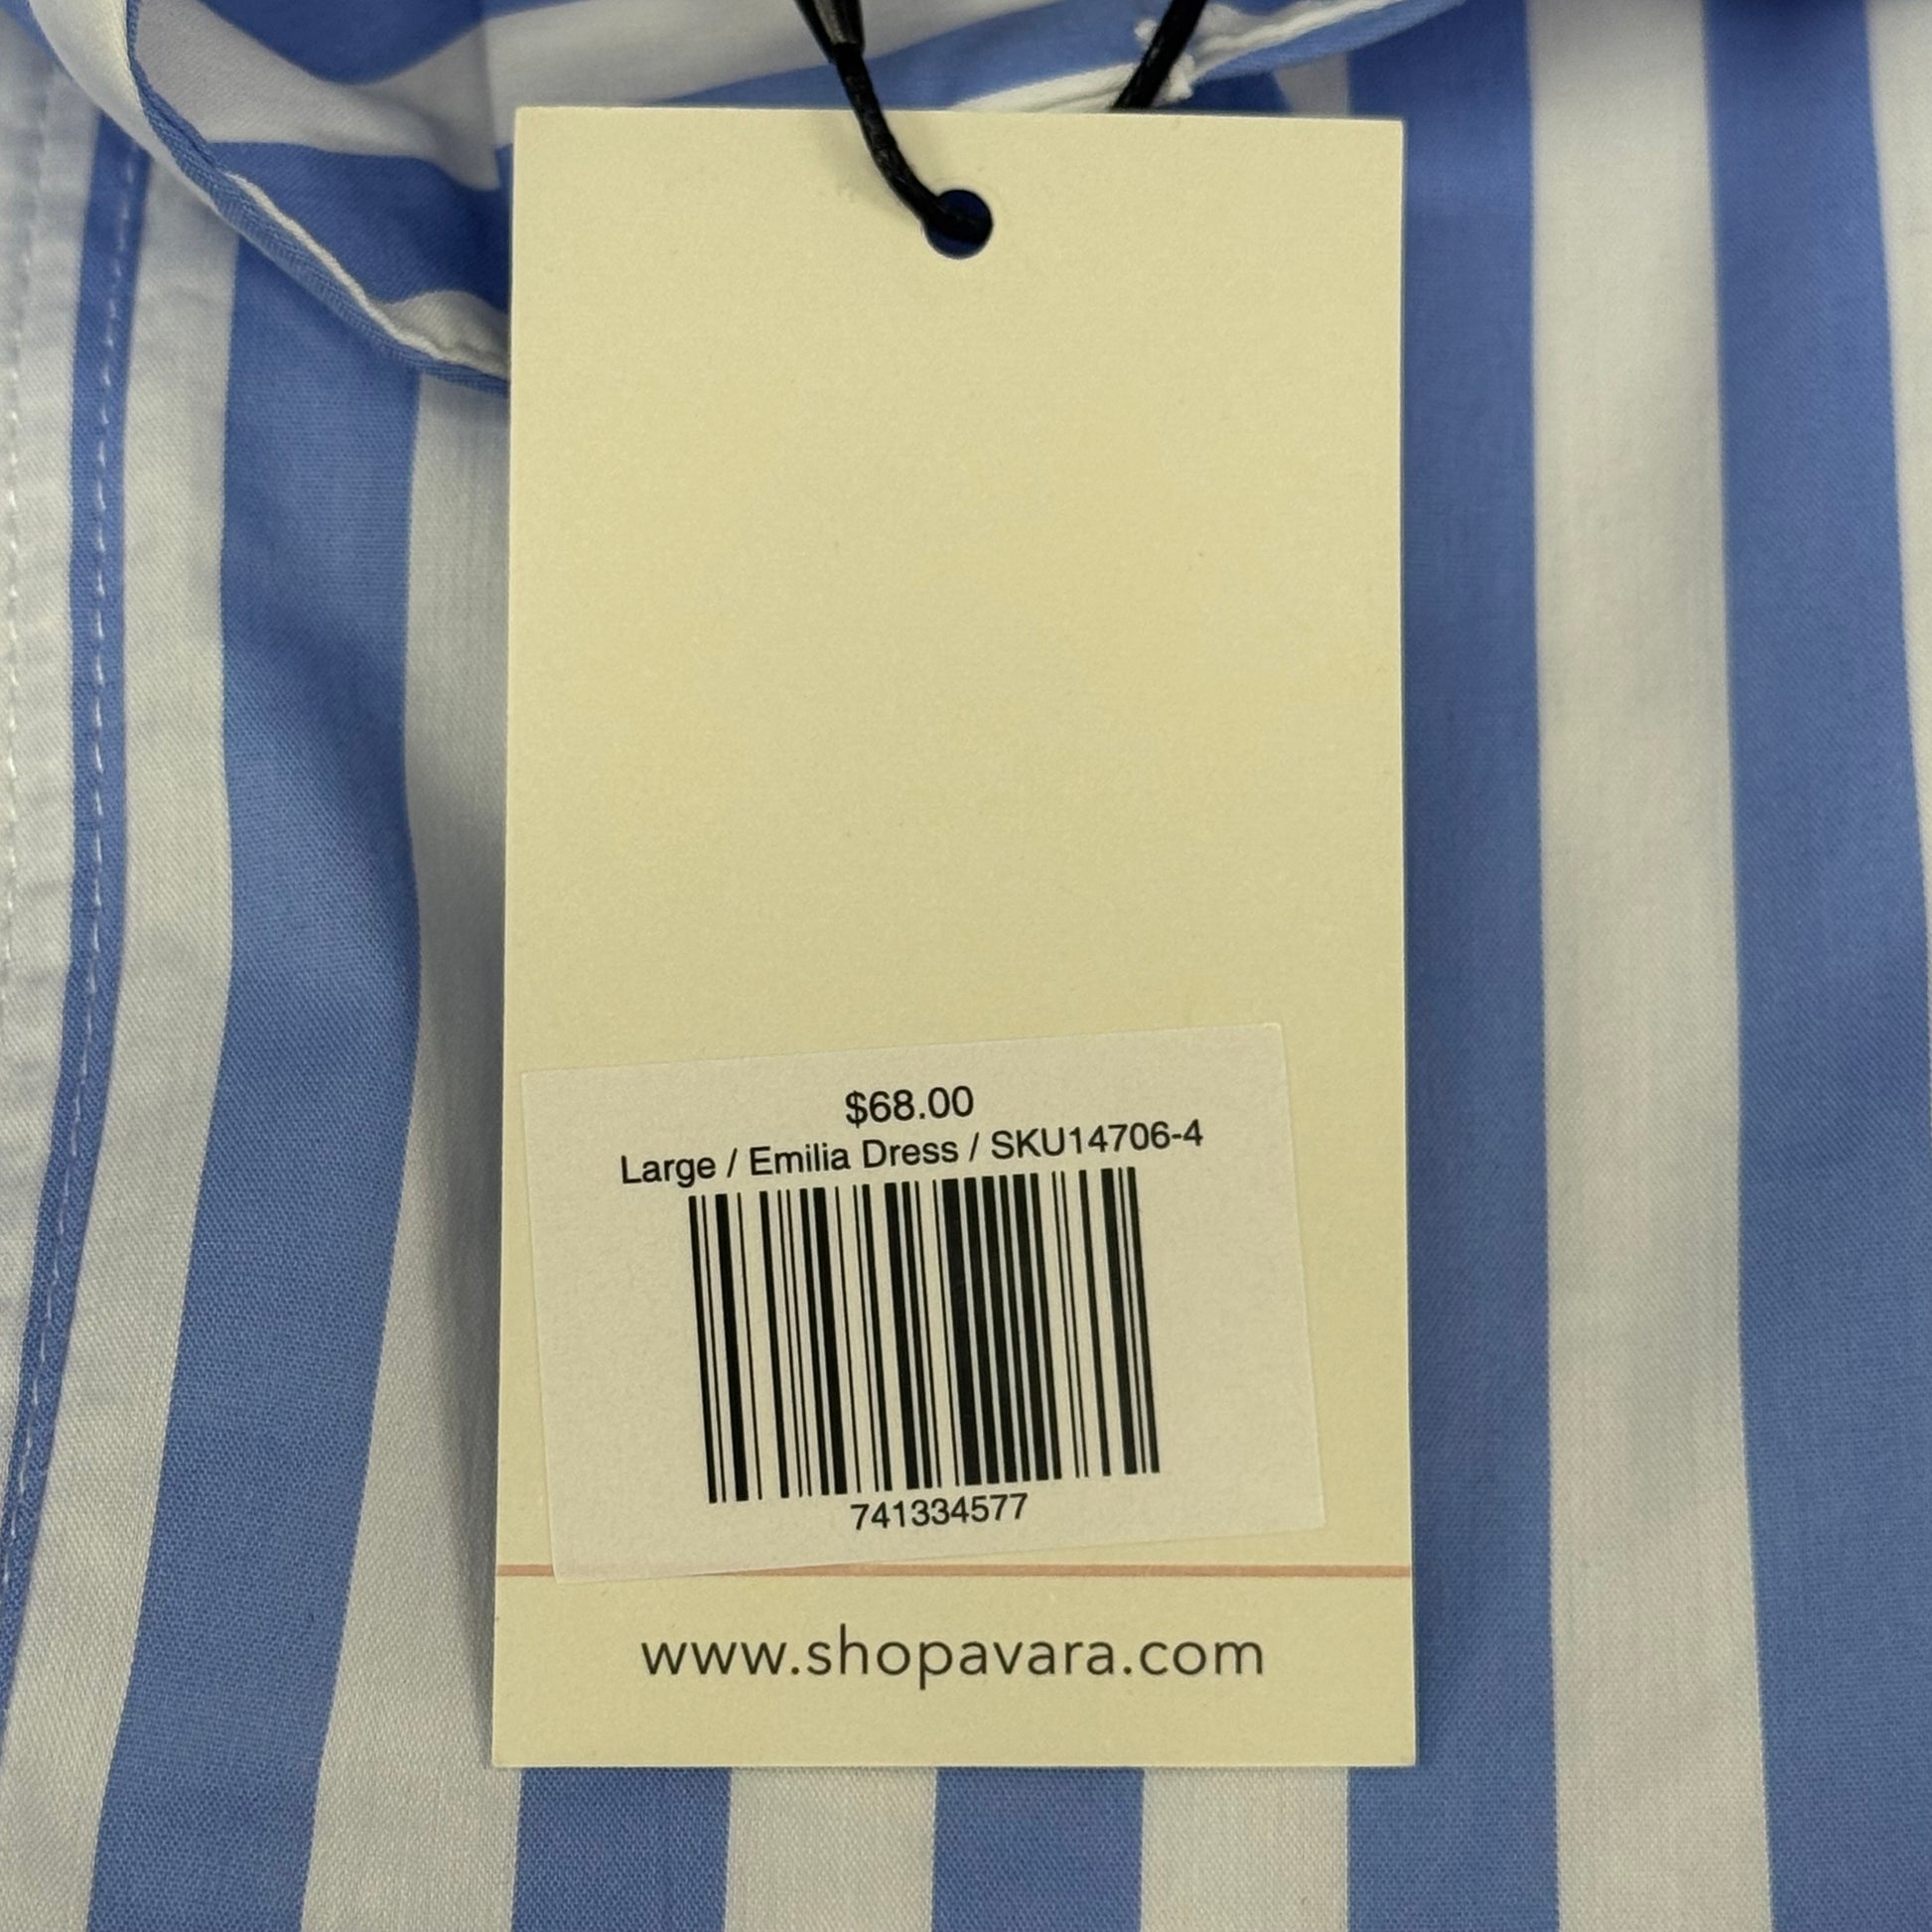 $68.00
Large / Emilia Dress / SKU14706-4
741334577
www.shopavara.com